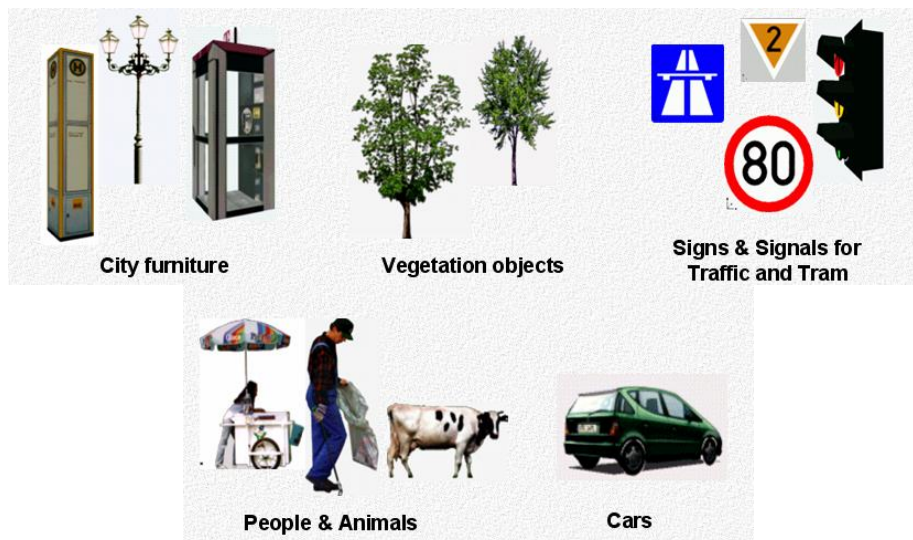 H
2
80
City furniture
Vegetation objects
Signs & Signals for
Traffic and Tram
People & Animals
Cars